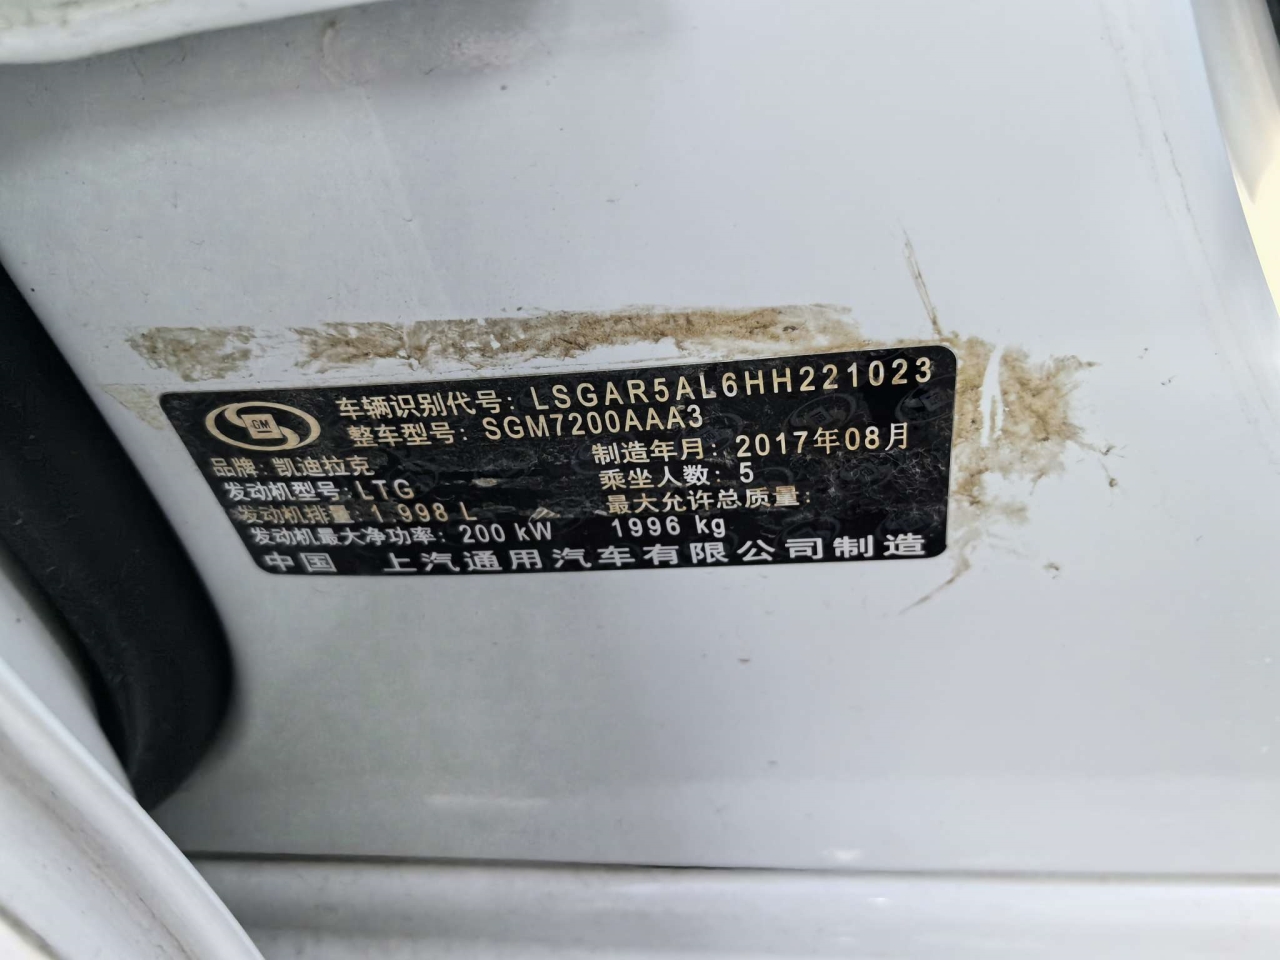 GM
车辆识别代号: LSGAR5AL6HH221023
整车型号: SGM7200AAA3
品牌: 凯迪拉克
制造年月: 2017年08月
发动机型号: LTG
乘坐人数: 5
发动机排量: 1.998 L
最大允许总质量:
发动机最大净功率: 200 kW
1996 kg
中国 上汽通用汽车有限公司制造